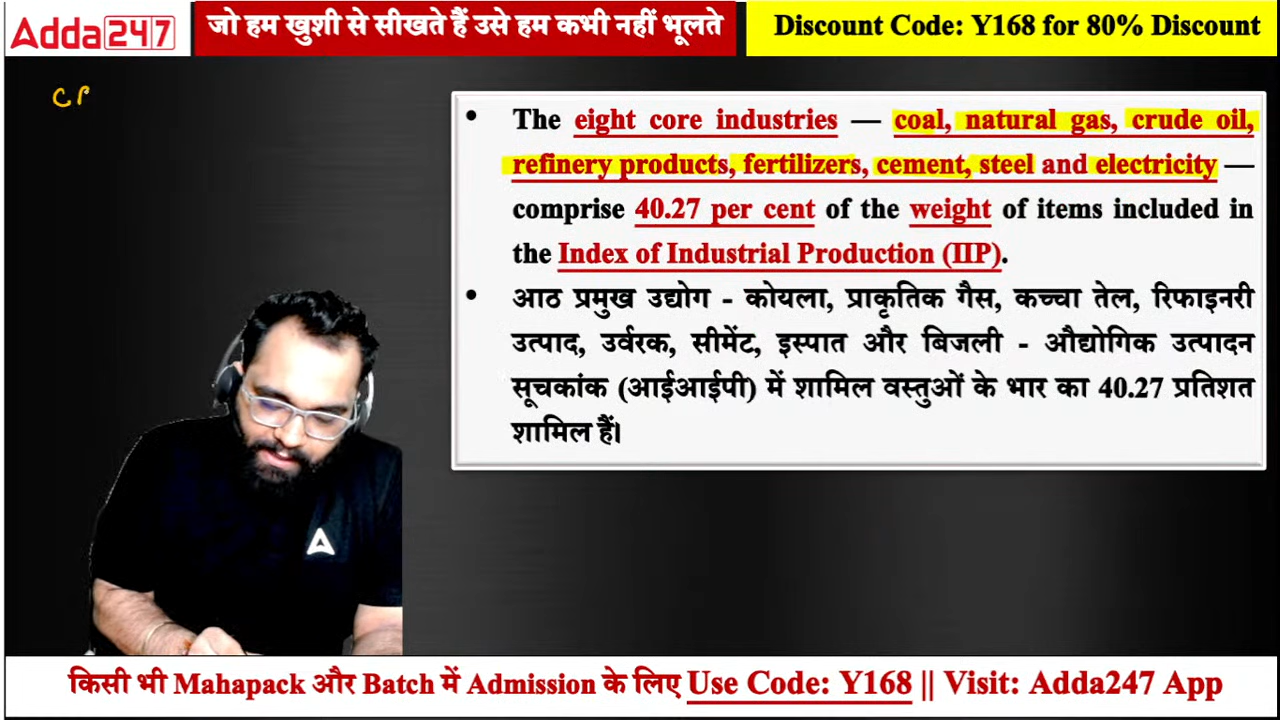 Adda247
जो हम खुशी से सीखते हैं उसे हम कभी नहीं भूलते
Discount Code: Y168 for 80% Discount
• The eight core industries — coal, natural gas, crude oil,
refinery products, fertilizers, cement, steel and electricity —
comprise 40.27 per cent of the weight of items included in
the Index of Industrial Production (IIP).
• आठ प्रमुख उद्योग - कोयला, प्राकृतिक गैस, कच्चा तेल, रिफाइनरी
उत्पाद, उर्वरक, सीमेंट, इस्पात और बिजली - औद्योगिक उत्पादन
सूचकांक (आईआईपी) में शामिल वस्तुओं के भार का 40.27 प्रतिशत
शामिल हैं।
किसी भी Mahapack और Batch में Admission के लिए Use Code: Y168 || Visit: Adda247 App